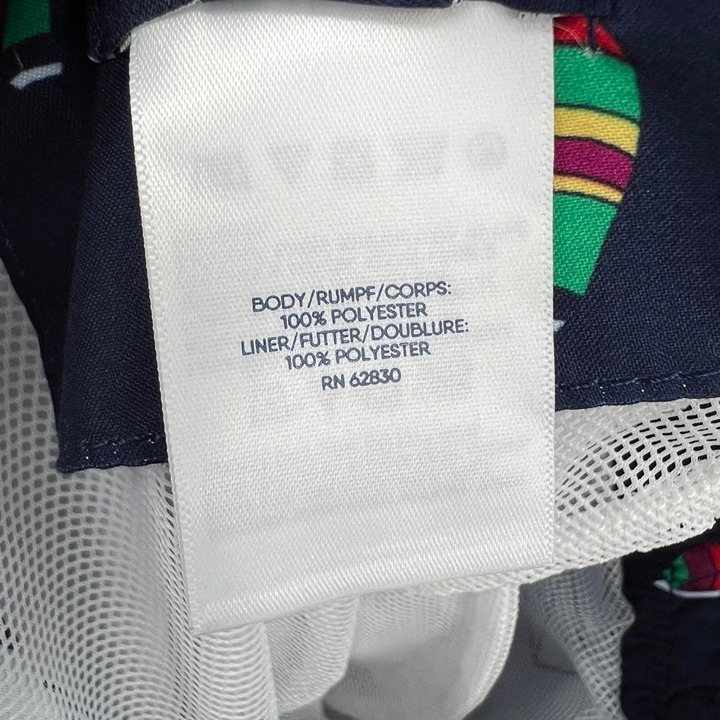 BODY/RUMPF/CORPS:
100% POLYESTER
LINER/FUTTER/DOUBLURE:
100% POLYESTER
RN 62830